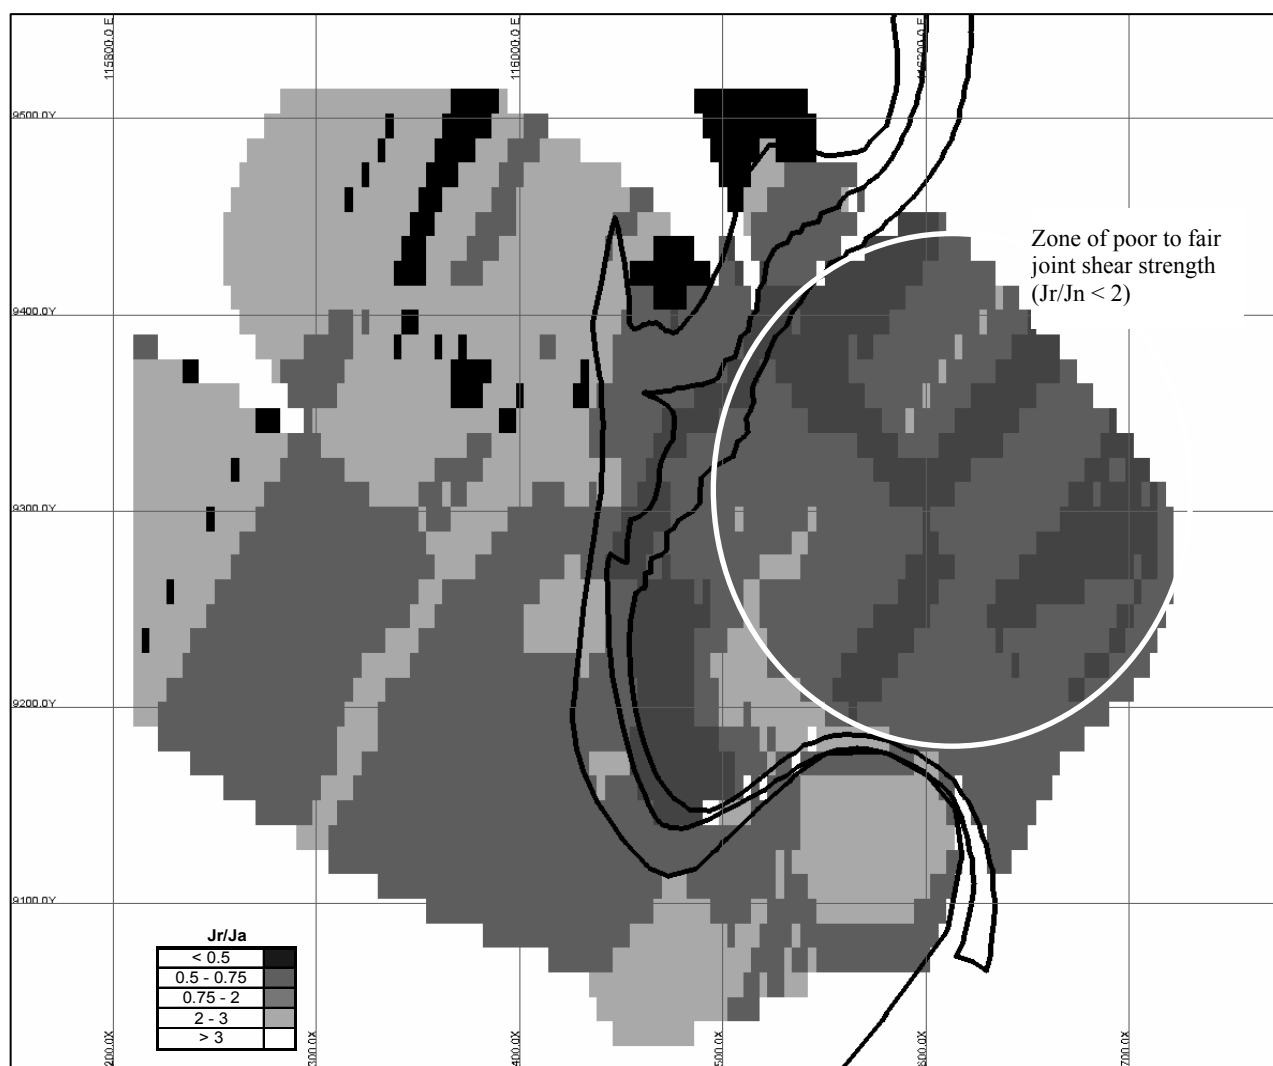 115800.0 E
116000.0 E
116200.0 E
9500.0Y
Zone of poor to fair
joint shear strength
(Jr/Jn < 2)
9400.0Y
9300.0Y
9200.0Y
9100.0Y
Jr/Ja
< 0.5
0.5 - 0.75
0.75 - 2
2 - 3
> 3
200.0X
300.0X
400.0X
500.0X
600.0X
700.0X